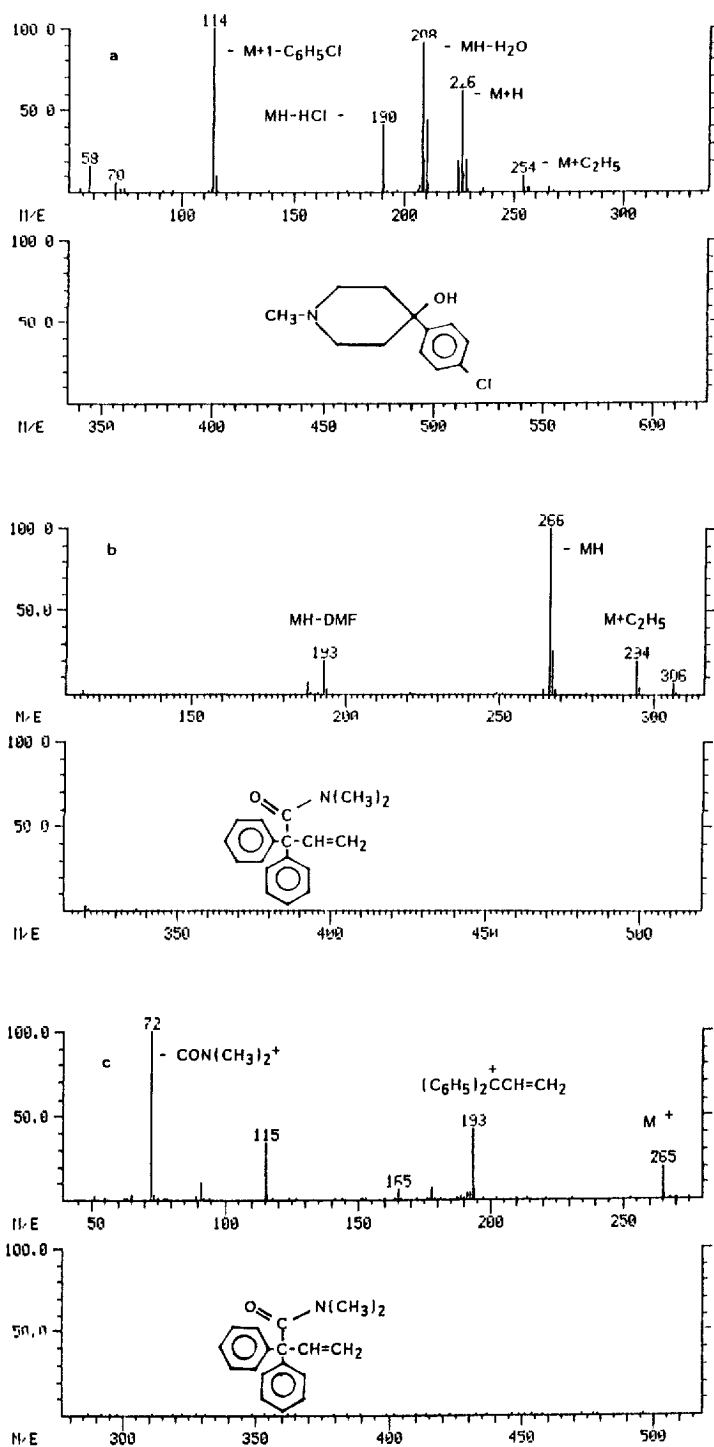 114
100 0
a
- M+1-C6H5Cl
208
- MH-H2O
- M+H
50 0
MH-HCl -
190
58
70
254
- M+C2H5
M/E
100
150
200
250
300
100 0
50 0
CH3-N
OH
Cl
M/E
350
400
450
500
550
600
100 0
b
266
- MH
50.0
MH-DMF
193
M+C2H5
294
306
M/E
150
200
250
300
100 0
50 0
O
C
N(CH3)2
C-CH=CH2
M/E
350
400
450
500
100.0
72
c
- CON(CH3)2+
+
(C6H5)2CCH=CH2
50.0
115
193
M +
165
265
M/E
50
100
150
200
250
100.0
50.0
O
C
N(CH3)2
C-CH=CH2
M/E
300
350
400
450
500